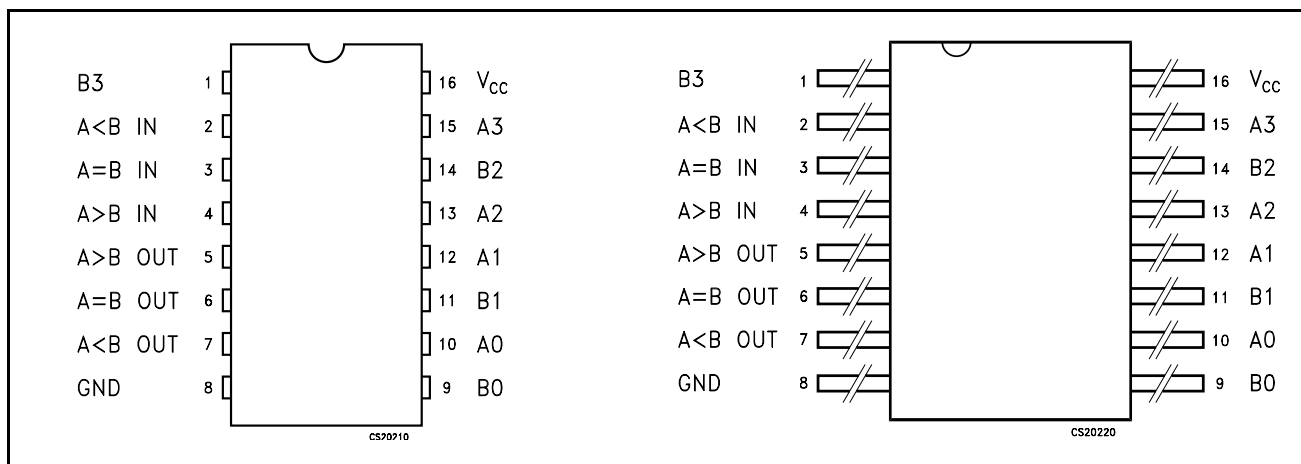 B3 1 16 VCC
A<B IN 2 15 A3
A=B IN 3 14 B2
A>B IN 4 13 A2
A>B OUT 5 12 A1
A=B OUT 6 11 B1
A<B OUT 7 10 A0
GND 8 9 B0
CS20210
B3 1 16 VCC
A<B IN 2 15 A3
A=B IN 3 14 B2
A>B IN 4 13 A2
A>B OUT 5 12 A1
A=B OUT 6 11 B1
A<B OUT 7 10 A0
GND 8 9 B0
CS20220